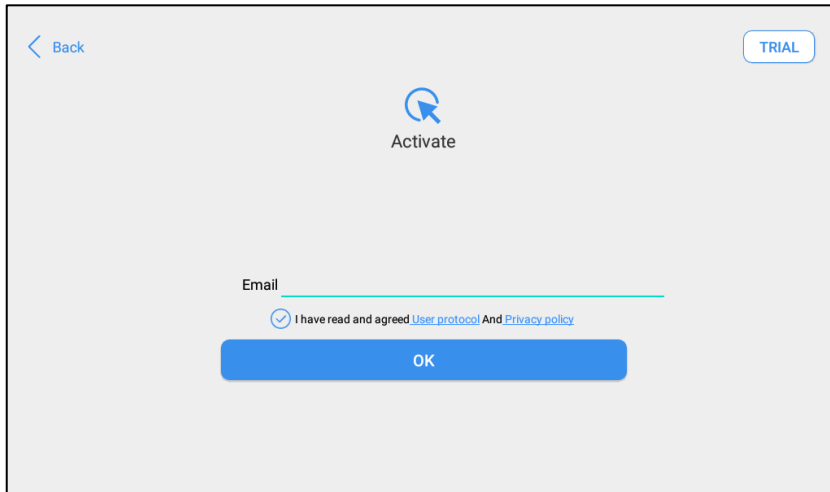 Back
TRIAL
Activate
Email
I have read and agreed User protocol And Privacy policy
OK